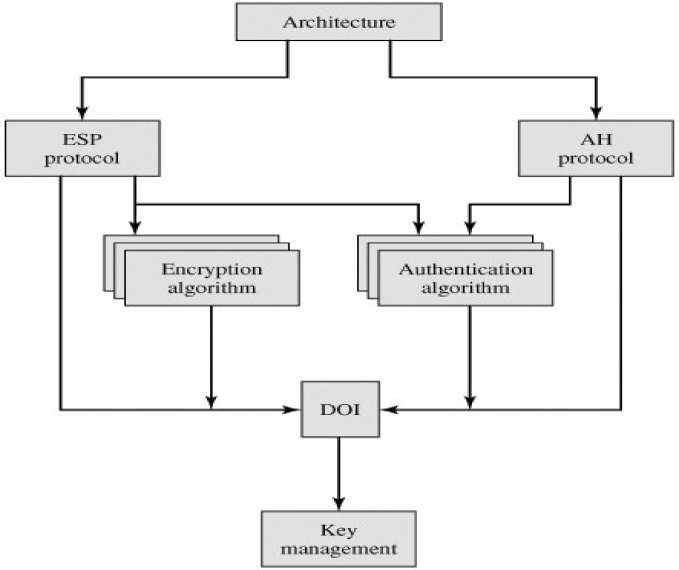 Architecture
ESP
protocol
AH
protocol
Encryption
algorithm
Authentication
algorithm
DOI
Key
management